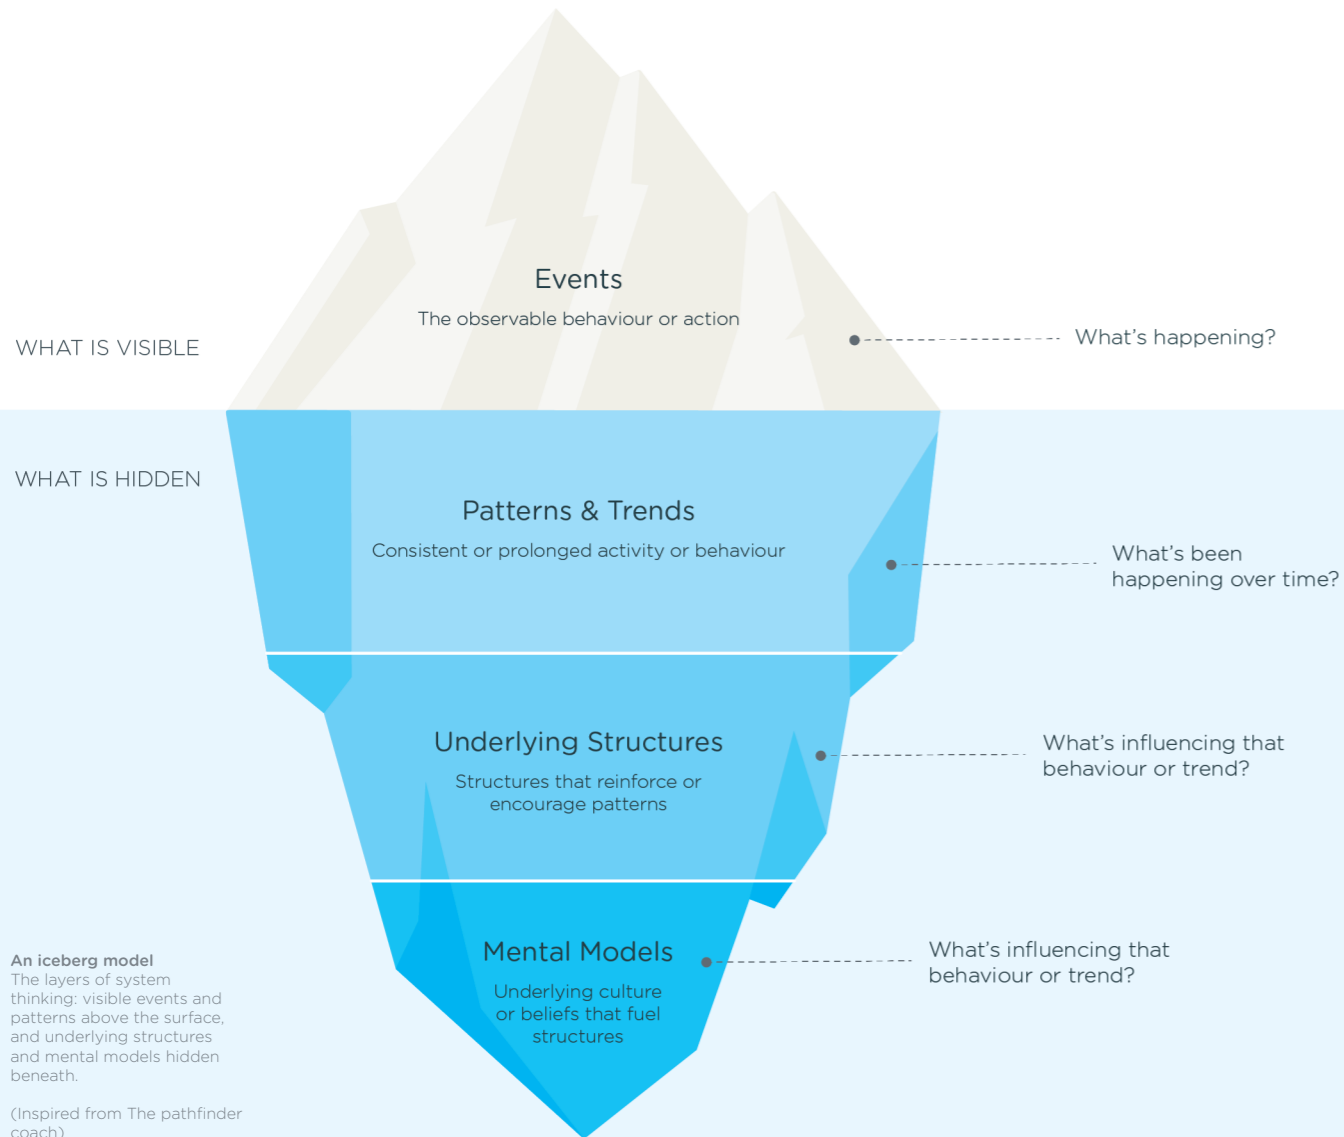 Events
The observable behaviour or action
WHAT IS VISIBLE
What's happening?
WHAT IS HIDDEN
Patterns & Trends
Consistent or prolonged activity or behaviour
What's been
happening over time?
Underlying Structures
Structures that reinforce or
encourage patterns
What's influencing that
behaviour or trend?
Mental Models
Underlying culture
or beliefs that fuel
structures
What's influencing that
behaviour or trend?
An iceberg model
The layers of system
thinking: visible events and
patterns above the surface,
and underlying structures
and mental models hidden
beneath.
(Inspired from The pathfinder
coach)